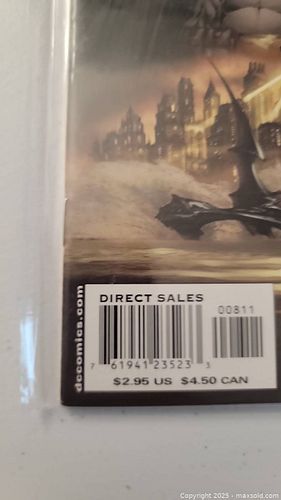 dccomics.com
DIRECT SALES
00811
7 61941 23523 3
$2.95 US $4.50 CAN
Copyright 2025 - maxsold.com